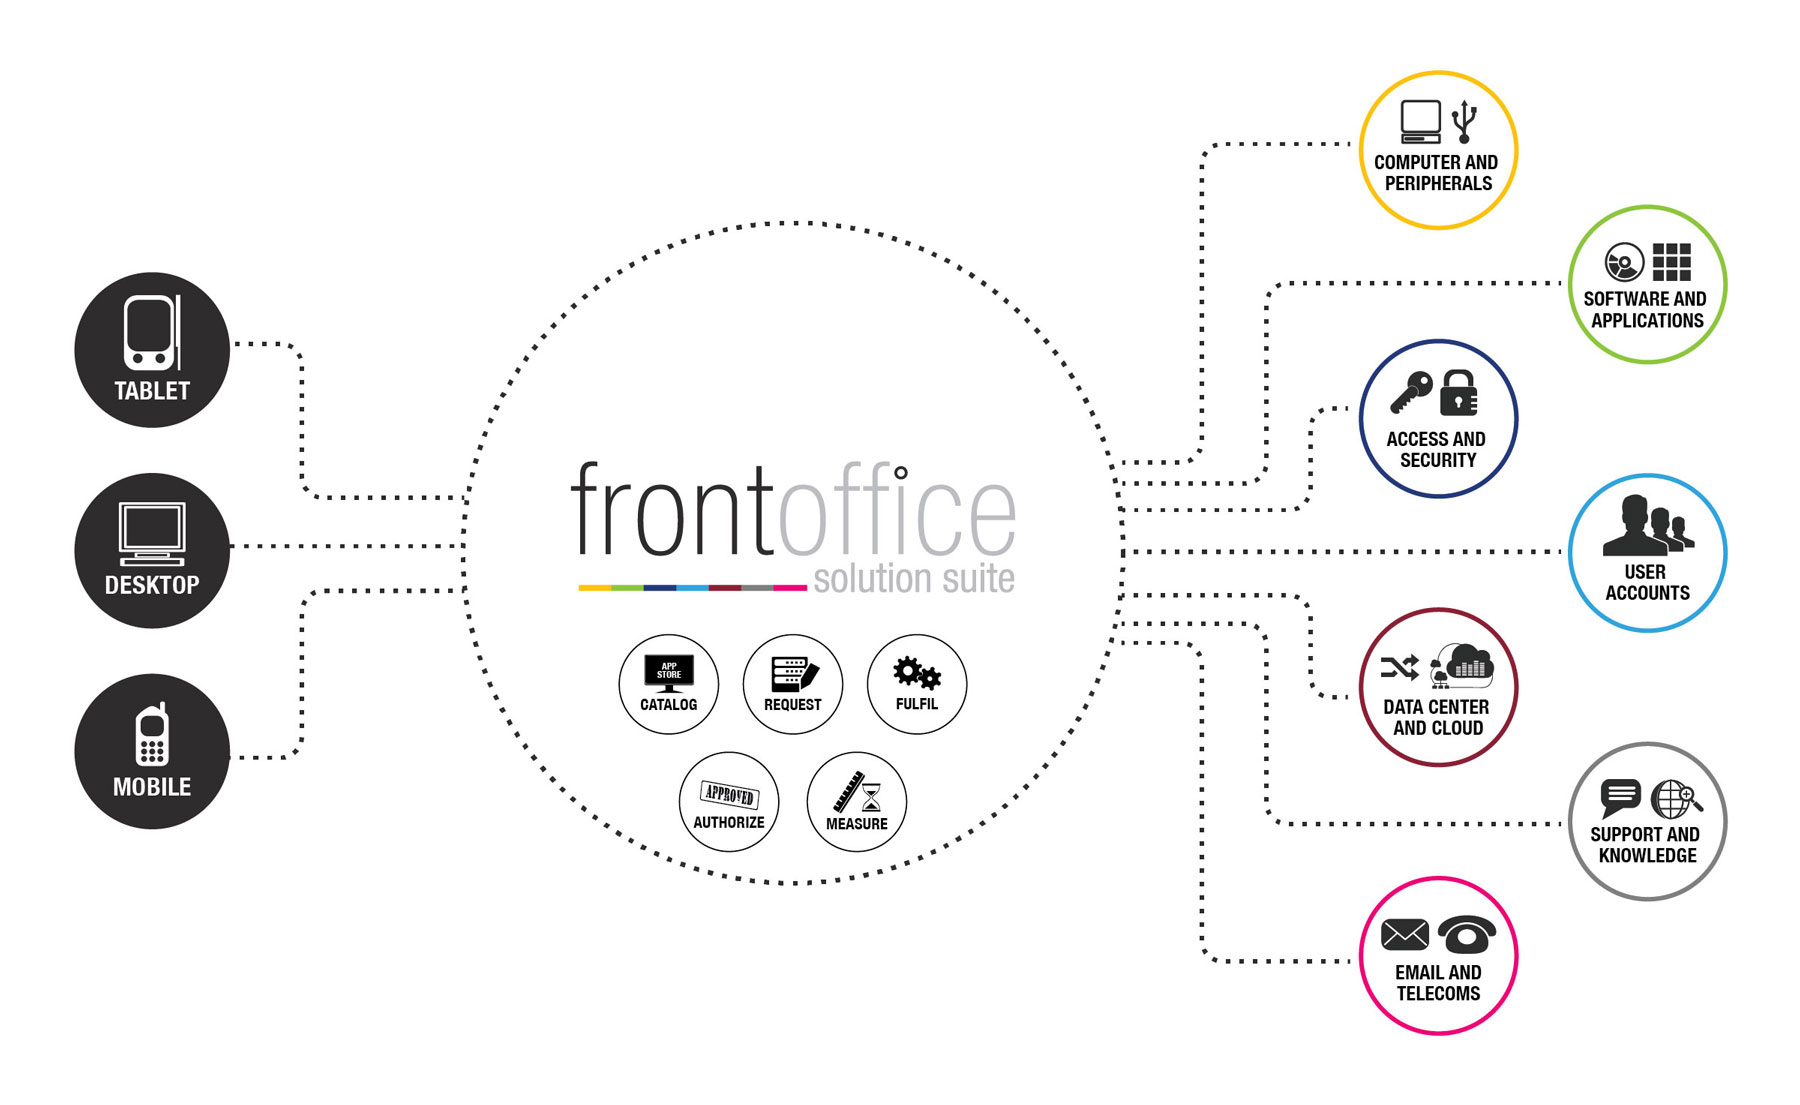 TABLET
DESKTOP
MOBILE
frontoffice
solution suite
APP
STORE
CATALOG
REQUEST
FULFIL
APPROVED
AUTHORIZE
MEASURE
COMPUTER AND
PERIPHERALS
SOFTWARE AND
APPLICATIONS
ACCESS AND
SECURITY
USER
ACCOUNTS
DATA CENTER
AND CLOUD
SUPPORT AND
KNOWLEDGE
EMAIL AND
TELECOMS